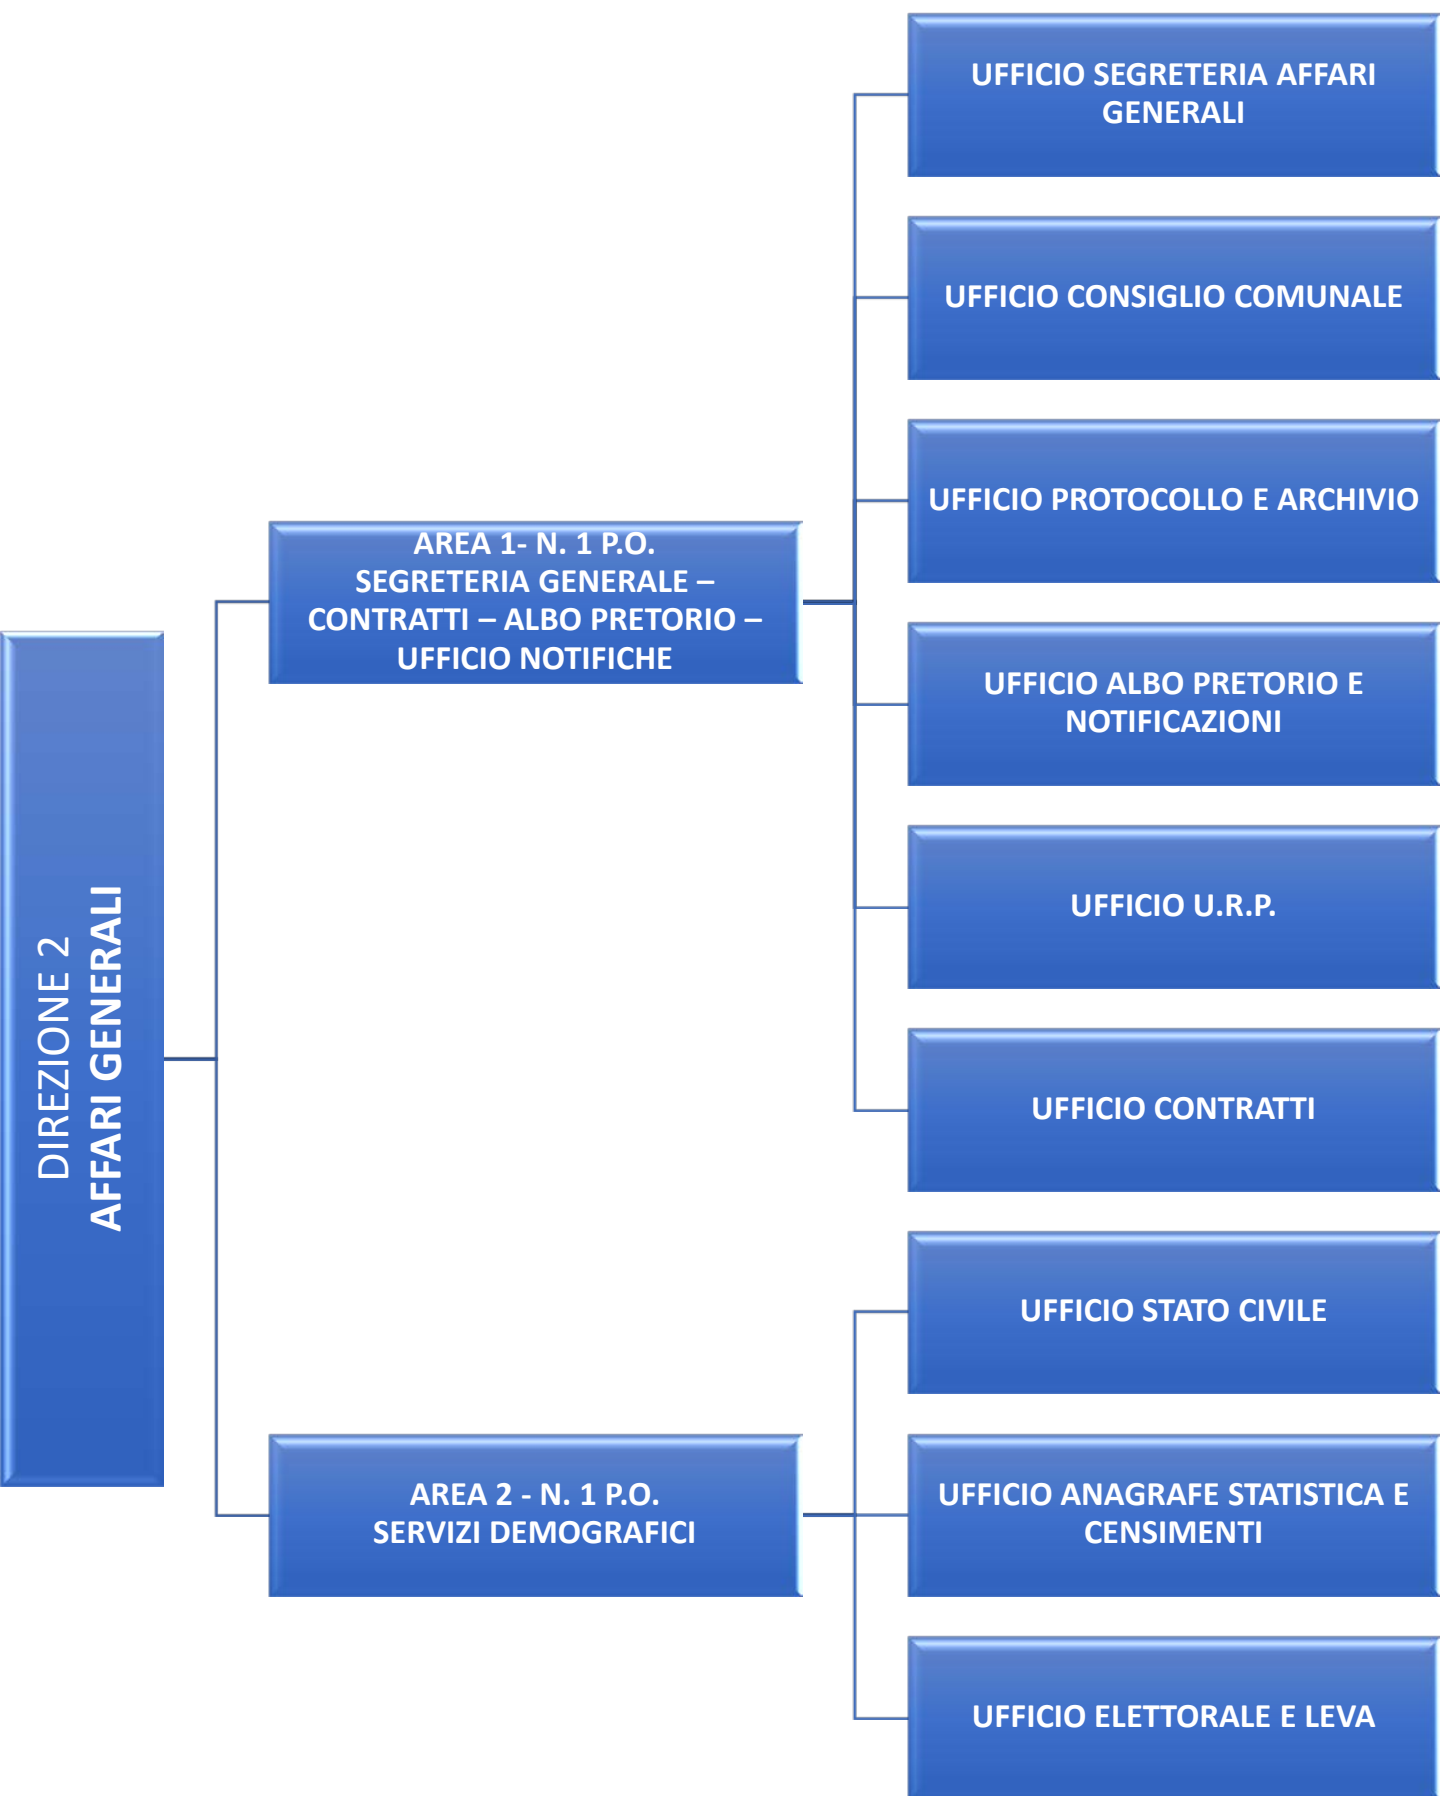 DIREZIONE 2
AFFARI GENERALI
AREA 1- N. 1 P.O.
SEGRETERIA GENERALE –
CONTRATTI – ALBO PRETORIO –
UFFICIO NOTIFICHE
UFFICIO SEGRETERIA AFFARI
GENERALI
UFFICIO CONSIGLIO COMUNALE
UFFICIO PROTOCOLLO E ARCHIVIO
UFFICIO ALBO PRETORIO E
NOTIFICAZIONI
UFFICIO U.R.P.
UFFICIO CONTRATTI
AREA 2 - N. 1 P.O.
SERVIZI DEMOGRAFICI
UFFICIO STATO CIVILE
UFFICIO ANAGRAFE STATISTICA E
CENSIMENTI
UFFICIO ELETTORALE E LEVA